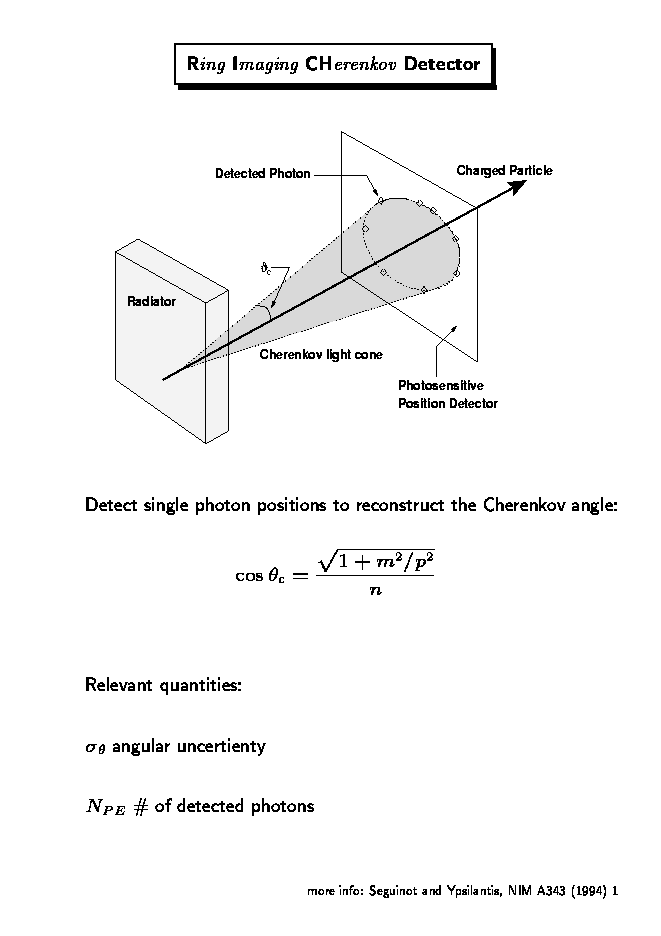 Ring Imaging CHerenkov Detector
Detected Photon
Charged Particle
ϑc
Radiator
Cherenkov light cone
Photosensitive
Position Detector
Detect single photon positions to reconstruct the Cherenkov angle:
cos θc = √(1 + m²/p²) / n
Relevant quantities:
σθ angular uncertienty
NPE # of detected photons
more info: Seguinot and Ypsilantis, NIM A343 (1994) 1